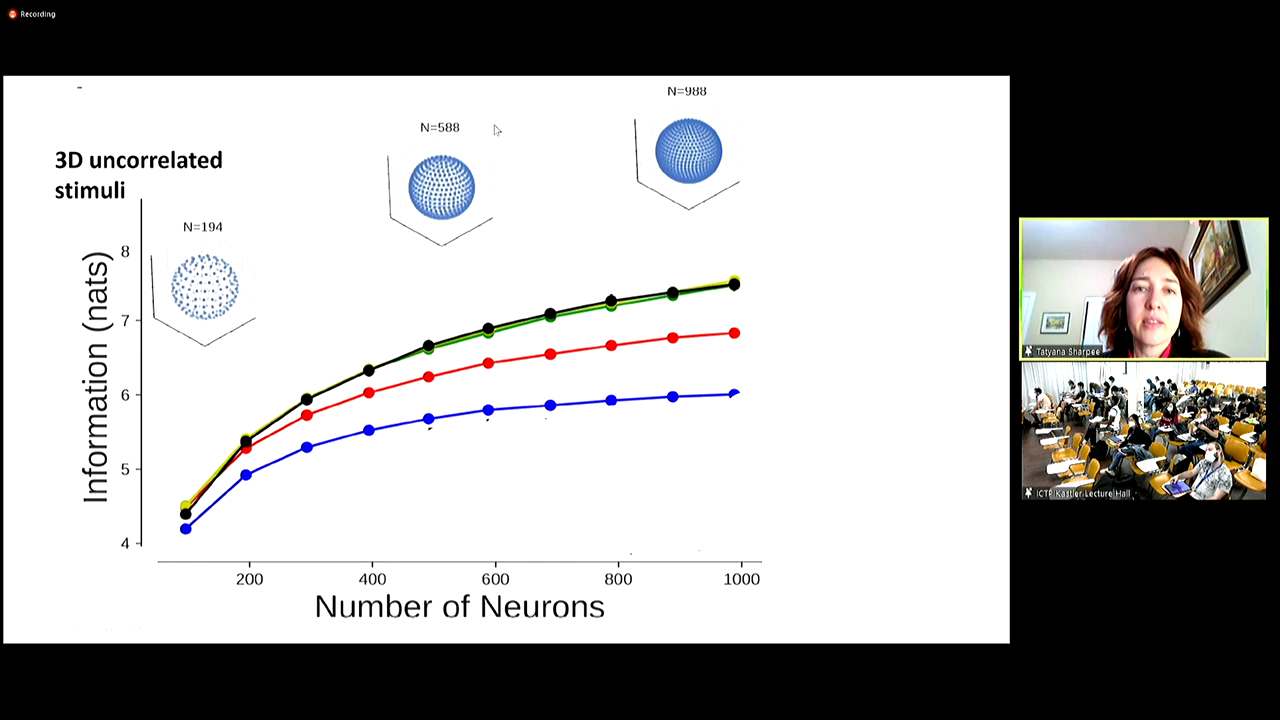 Recording
N=988
N=588
3D uncorrelated
stimuli
N=194
8
7
6
5
4
Information (nats)
200 400 600 800 1000
Number of Neurons
Tatyana Sharpee
ICTP Kastler Lecture Hall